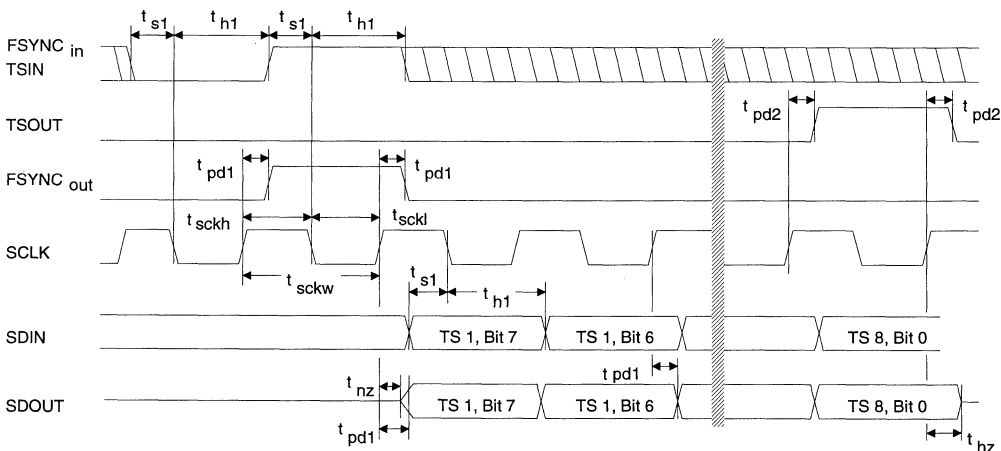 t s1 t h1 t s1 t h1
FSYNC in
TSIN
t pd2 t pd2
TSOUT
t pd1 t pd1
FSYNC out
t sckh t sckl
SCLK
t sckw t s1 t h1
SDIN TS 1, Bit 7 TS 1, Bit 6 TS 8, Bit 0
t nz t pd1
SDOUT TS 1, Bit 7 TS 1, Bit 6 TS 8, Bit 0
t pd1 t hz